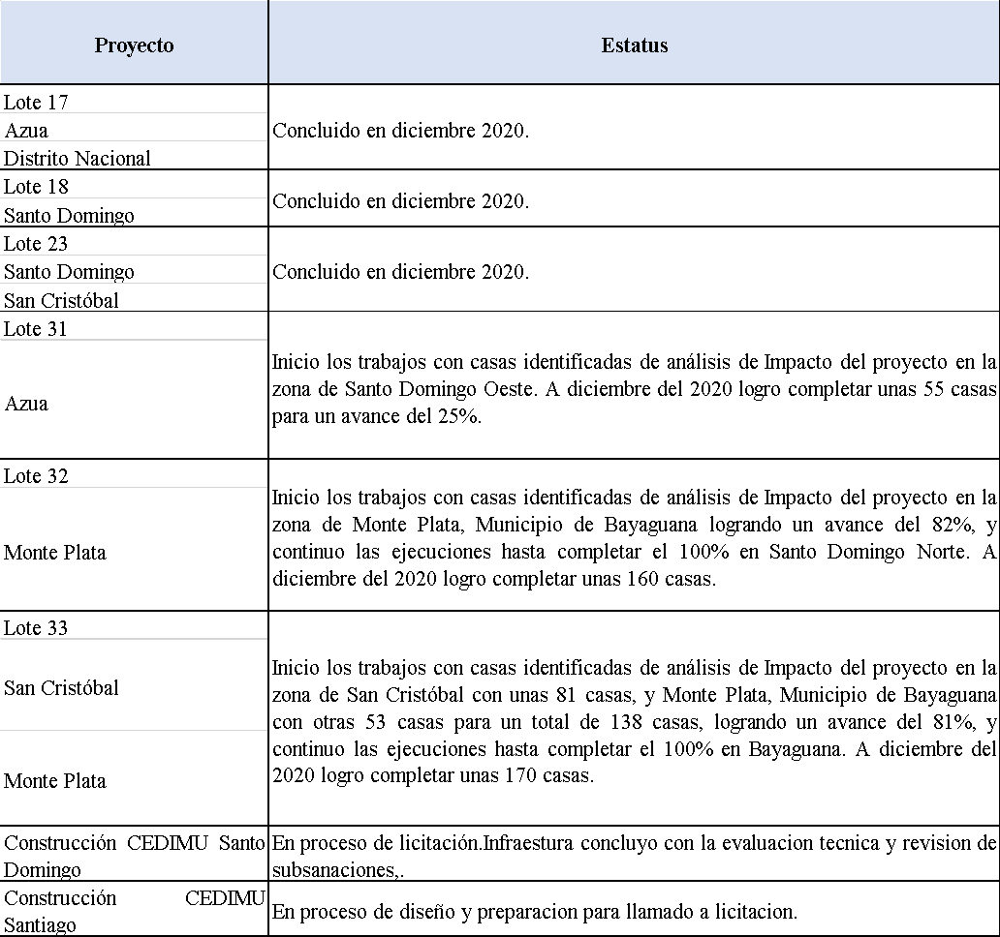 Proyecto
Estatus
Lote 17
Azua
Distrito Nacional
Concluido en diciembre 2020.
Lote 18
Santo Domingo
Concluido en diciembre 2020.
Lote 23
Santo Domingo
San Cristóbal
Concluido en diciembre 2020.
Lote 31
Azua
Inicio los trabajos con casas identificadas de análisis de Impacto del proyecto en la
zona de Santo Domingo Oeste. A diciembre del 2020 logro completar unas 55 casas
para un avance del 25%.
Lote 32
Monte Plata
Inicio los trabajos con casas identificadas de análisis de Impacto del proyecto en la
zona de Monte Plata, Municipio de Bayaguana logrando un avance del 82%, y
continuo las ejecuciones hasta completar el 100% en Santo Domingo Norte. A
diciembre del 2020 logro completar unas 160 casas.
Lote 33
San Cristóbal
Monte Plata
Inicio los trabajos con casas identificadas de análisis de Impacto del proyecto en la
zona de San Cristóbal con unas 81 casas, y Monte Plata, Municipio de Bayaguana
con otras 53 casas para un total de 138 casas, logrando un avance del 81%, y
continuo las ejecuciones hasta completar el 100% en Bayaguana. A diciembre del
2020 logro completar unas 170 casas.
Construcción CEDIMU Santo
Domingo
En proceso de licitación.Infraestura concluyo con la evaluacion tecnica y revision de
subsanaciones,.
Construcción CEDIMU
Santiago
En proceso de diseño y preparacion para llamado a licitacion.